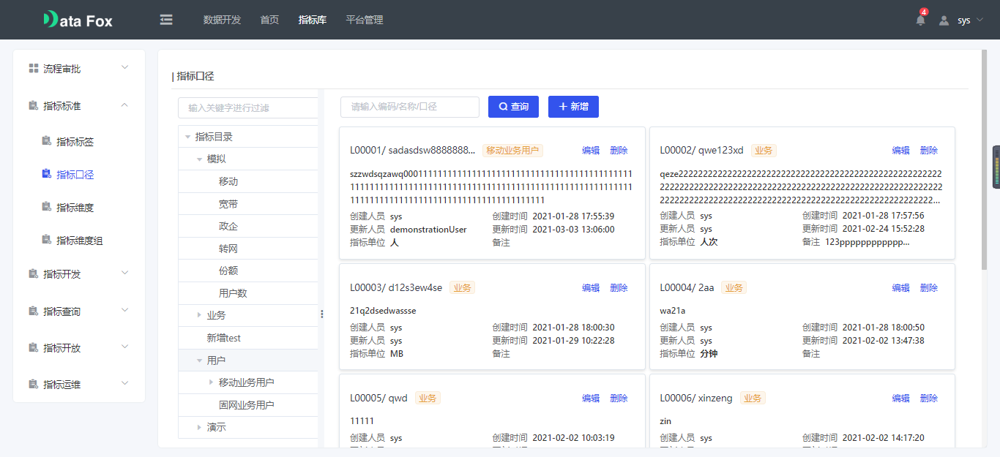 Data Fox
数据开发 首页 指标库 平台管理
4
sys
流程审批
指标标准
指标标签
指标口径
指标维度
指标维度组
指标开发
指标查询
指标开放
指标运维
指标口径
输入关键字进行过滤
指标目录
模拟
移动
宽带
政企
转网
份额
用户数
业务
新增test
用户
移动业务用户
固网业务用户
演示
请输入编码/名称/口径 查询 新增
L00001/ sadasdsw8888888... 移动业务用户 编辑 删除
创建人员 sys 创建时间 2021-01-28 17:55:39
更新人员 demonstrationUser 更新时间 2021-03-03 13:06:00
指标单位 人 备注
L00002/ qwe123xd 业务 编辑 删除
创建人员 sys 创建时间 2021-01-28 17:57:56
更新人员 sys 更新时间 2021-02-24 15:52:28
指标单位 人次 备注 123ppppppppppppp...
L00003/ d12s3ew4se 业务 编辑 删除
21q2dsedwassse
创建人员 sys 创建时间 2021-01-28 18:00:30
更新人员 sys 更新时间 2021-01-29 10:22:28
指标单位 MB 备注
L00004/ 2aa 业务 编辑 删除
wa21a
创建人员 sys 创建时间 2021-01-28 18:00:50
更新人员 sys 更新时间 2021-02-02 13:47:38
指标单位 分钟 备注
L00005/ qwd 业务 编辑 删除
11111
创建人员 sys 创建时间 2021-02-02 10:03:19
L00006/ xinzeng 业务 编辑 删除
zin
创建人员 sys 创建时间 2021-02-02 14:17:20